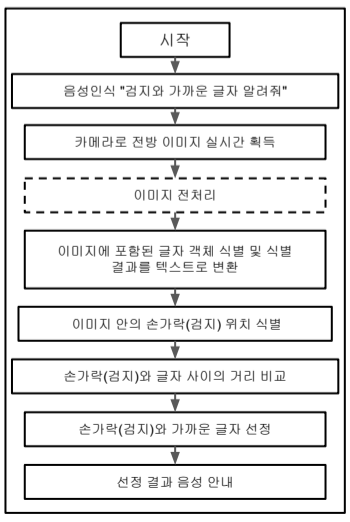 시작
음성인식 "검지와 가까운 글자 알려줘"
카메라로 전방 이미지 실시간 획득
이미지 전처리
이미지에 포함된 글자 객체 식별 및 식별
결과를 텍스트로 변환
이미지 안의 손가락(검지) 위치 식별
손가락(검지)와 글자 사이의 거리 비교
손가락(검지)와 가까운 글자 선정
선정 결과 음성 안내